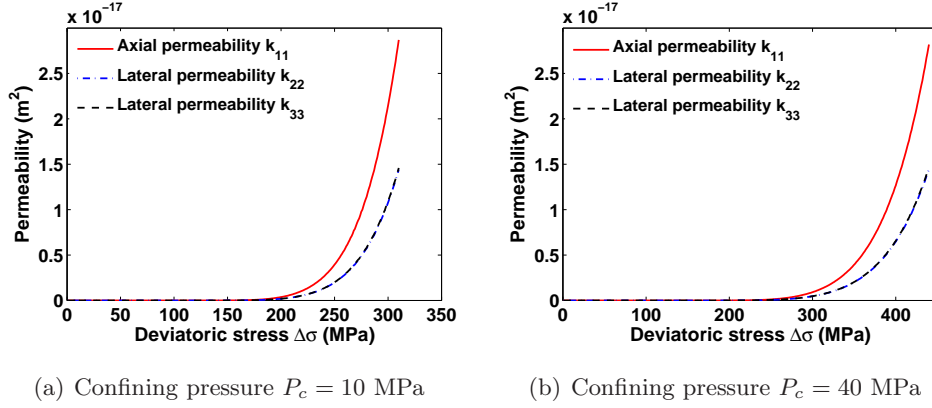 x 10⁻¹⁷
Axial permeability k₁₁
Lateral permeability k₂₂
Lateral permeability k₃₃
2.5
2
1.5
1
0.5
0
Permeability (m²)
0 50 100 150 200 250 300 350
Deviatoric stress Δσ (MPa)
(a) Confining pressure P_c = 10 MPa
x 10⁻¹⁷
Axial permeability k₁₁
Lateral permeability k₂₂
Lateral permeability k₃₃
2.5
2
1.5
1
0.5
0
Permeability (m²)
0 100 200 300 400
Deviatoric stress Δσ (MPa)
(b) Confining pressure P_c = 40 MPa